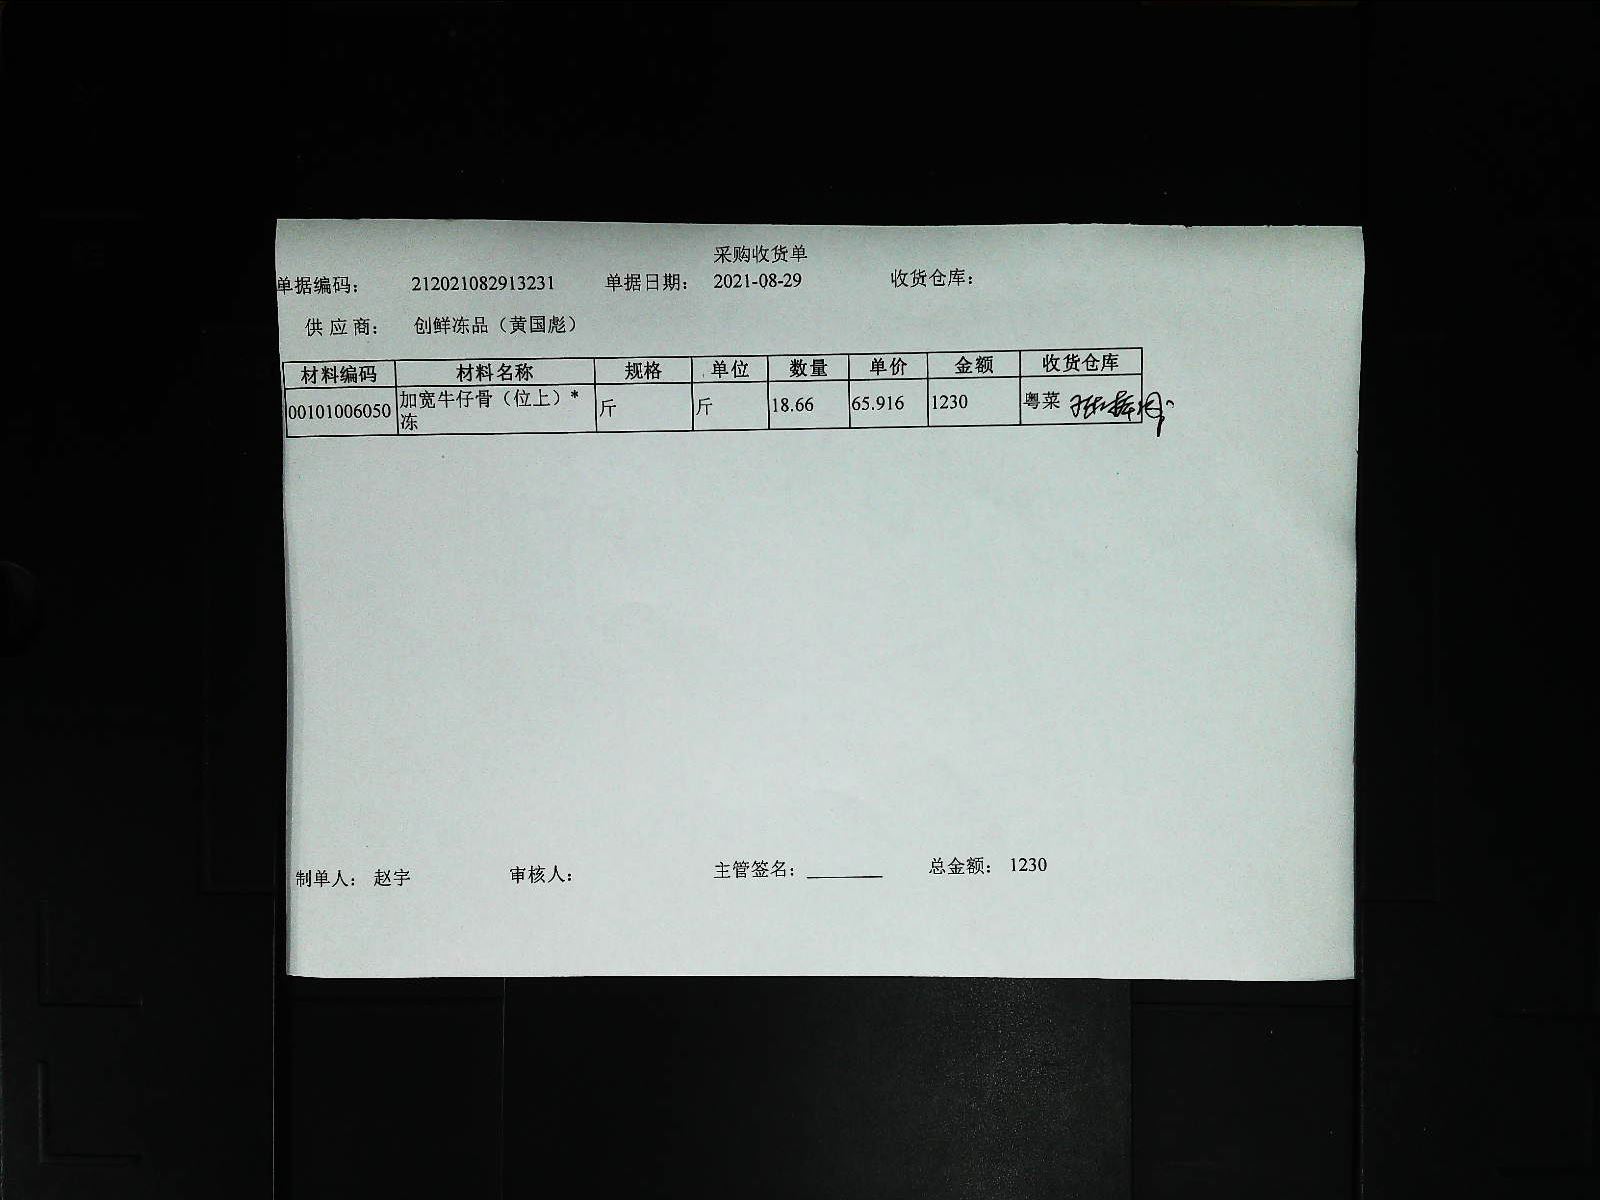 采购收货单
单据编码： 212021082913231 单据日期： 2021-08-29 收货仓库：
供 应 商： 创鲜冻品（黄国彪）
材料编码 材料名称 规格 单位 数量 单价 金额 收货仓库
00101006050 加宽牛仔骨（位上）* 斤 斤 18.66 65.916 1230 粤菜
冻
制单人： 赵宇 审核人： 主管签名：________ 总金额： 1230